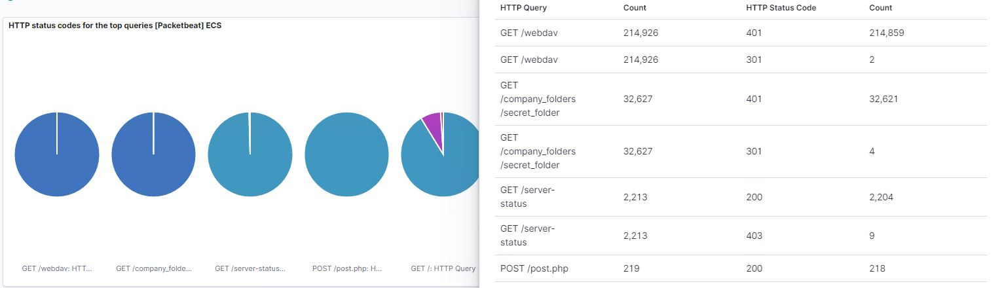 HTTP status codes for the top queries [Packetbeat] ECS
GET /webdav: HTT...
GET /company_folde...
GET /server-status...
POST /post.php: H...
GET /: HTTP Query
HTTP Query Count HTTP Status Code Count
GET /webdav 214,926 401 214,859
GET /webdav 214,926 301 2
GET
/company_folders 32,627 401 32,621
/secret_folder
GET
/company_folders 32,627 301 4
/secret_folder
GET /server-
status 2,213 200 2,204
GET /server-
status 2,213 403 9
POST /post.php 219 200 218